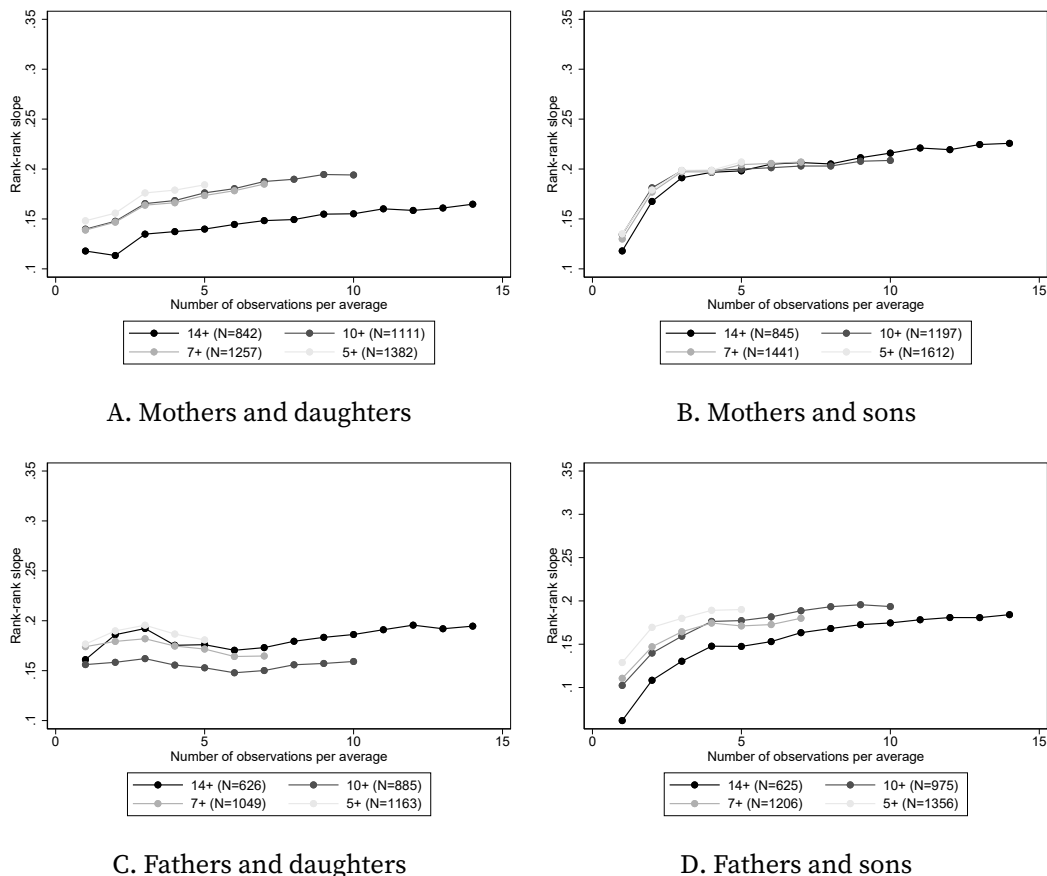 .35
.3
.25
.2
.15
.1
Rank-rank slope
0 5 10 15
Number of observations per average
14+ (N=842) 10+ (N=1111)
7+ (N=1257) 5+ (N=1382)
A. Mothers and daughters
.35
.3
.25
.2
.15
.1
Rank-rank slope
0 5 10 15
Number of observations per average
14+ (N=845) 10+ (N=1197)
7+ (N=1441) 5+ (N=1612)
B. Mothers and sons
.35
.3
.25
.2
.15
.1
Rank-rank slope
0 5 10 15
Number of observations per average
14+ (N=626) 10+ (N=885)
7+ (N=1049) 5+ (N=1163)
C. Fathers and daughters
.35
.3
.25
.2
.15
.1
Rank-rank slope
0 5 10 15
Number of observations per average
14+ (N=625) 10+ (N=975)
7+ (N=1206) 5+ (N=1356)
D. Fathers and sons